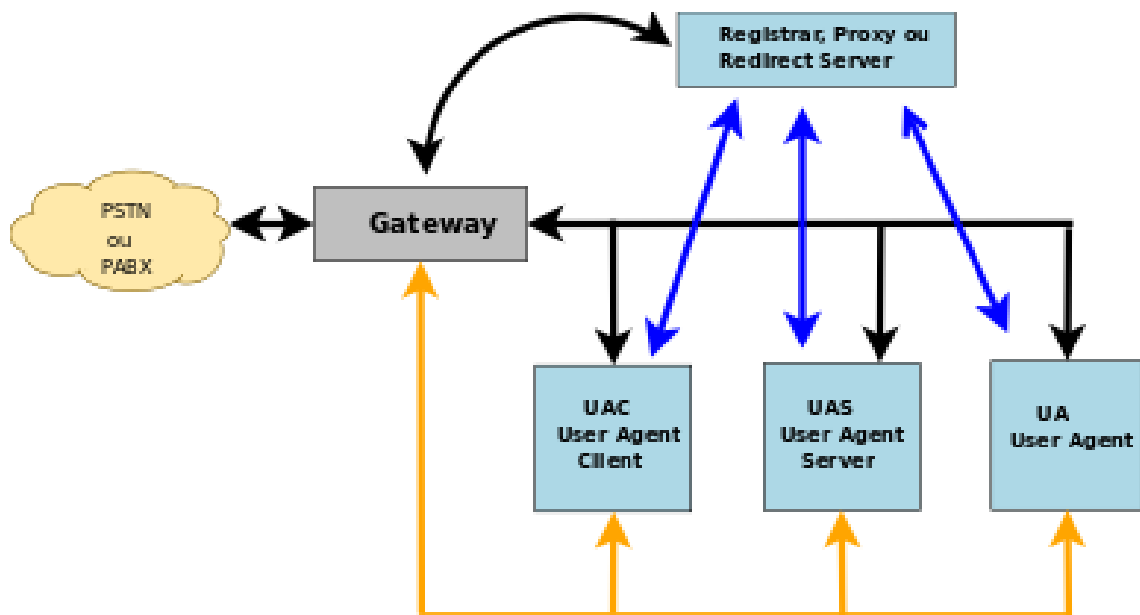 Registrar, Proxy ou
Redirect Server
PSTN
ou
PABX
Gateway
UAC
User Agent
Client
UAS
User Agent
Server
UA
User Agent